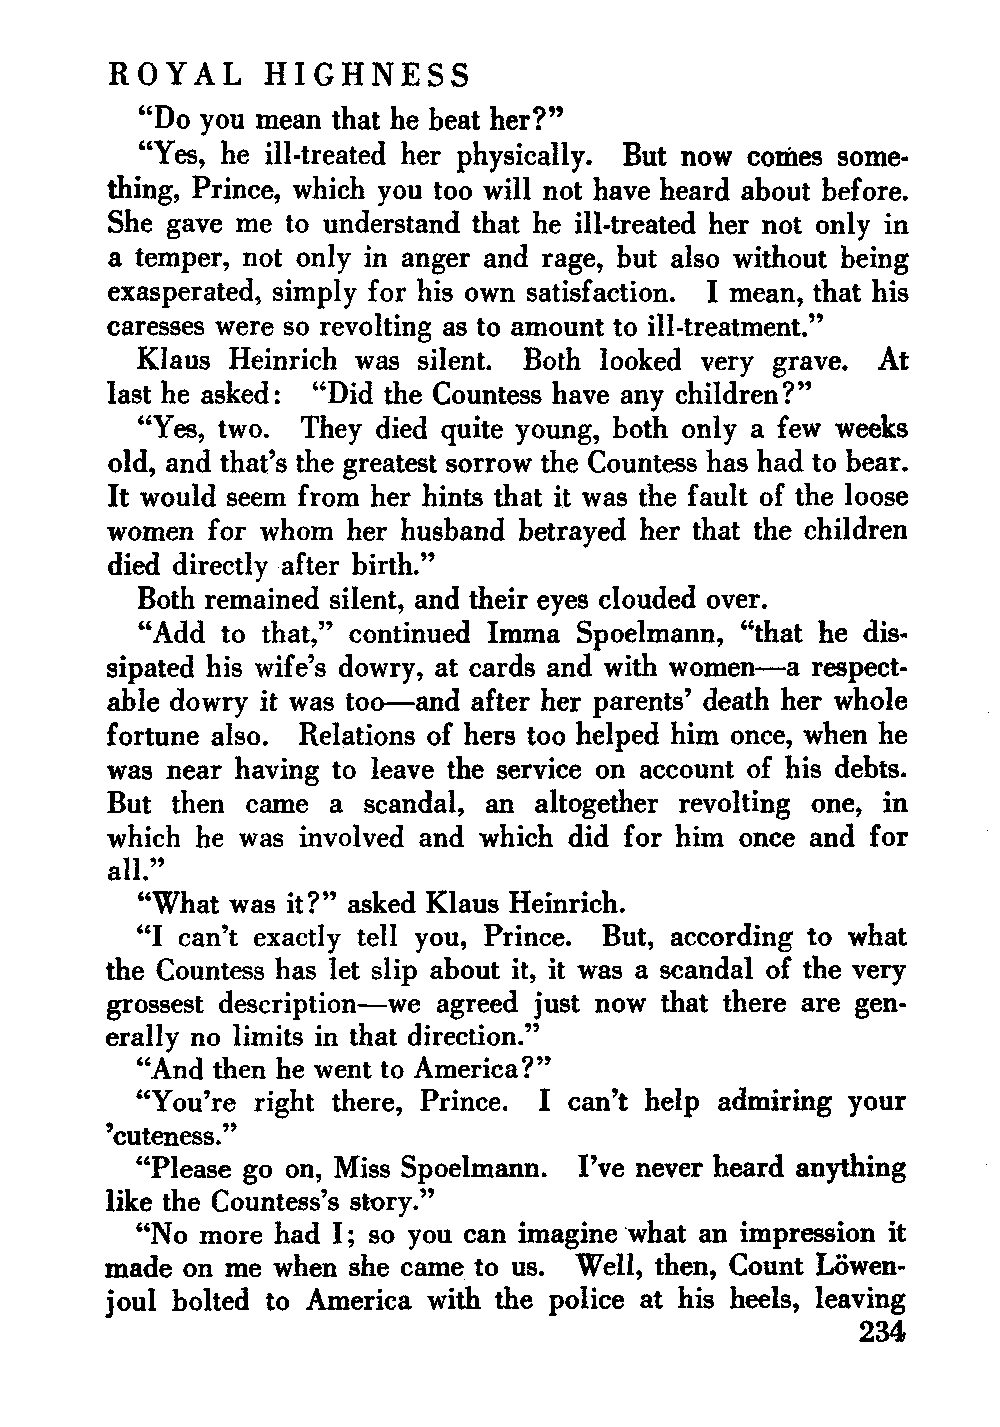 ROYAL HIGHNESS
“Do you mean that he beat her?”
“Yes, he ill-treated her physically. But now comes some-
thing, Prince, which you too will not have heard about before.
She gave me to understand that he ill-treated her not only in
a temper, not only in anger and rage, but also without being
exasperated, simply for his own satisfaction. I mean, that his
caresses were so revolting as to amount to ill-treatment.”
Klaus Heinrich was silent. Both looked very grave. At
last he asked: “Did the Countess have any children?”
“Yes, two. They died quite young, both only a few weeks
old, and that’s the greatest sorrow the Countess has had to bear.
It would seem from her hints that it was the fault of the loose
women for whom her husband betrayed her that the children
died directly after birth.”
Both remained silent, and their eyes clouded over.
“Add to that,” continued Imma Spoelmann, “that he dis-
sipated his wife’s dowry, at cards and with women—a respect-
able dowry it was too—and after her parents’ death her whole
fortune also. Relations of hers too helped him once, when he
was near having to leave the service on account of his debts.
But then came a scandal, an altogether revolting one, in
which he was involved and which did for him once and for
all.”
“What was it?” asked Klaus Heinrich.
“I can’t exactly tell you, Prince. But, according to what
the Countess has let slip about it, it was a scandal of the very
grossest description—we agreed just now that there are gen-
erally no limits in that direction.”
“And then he went to America?”
“You’re right there, Prince. I can’t help admiring your
’cuteness.”
“Please go on, Miss Spoelmann. I’ve never heard anything
like the Countess’s story.”
“No more had I; so you can imagine what an impression it
made on me when she came to us. Well, then, Count Löwen-
joul bolted to America with the police at his heels, leaving
234